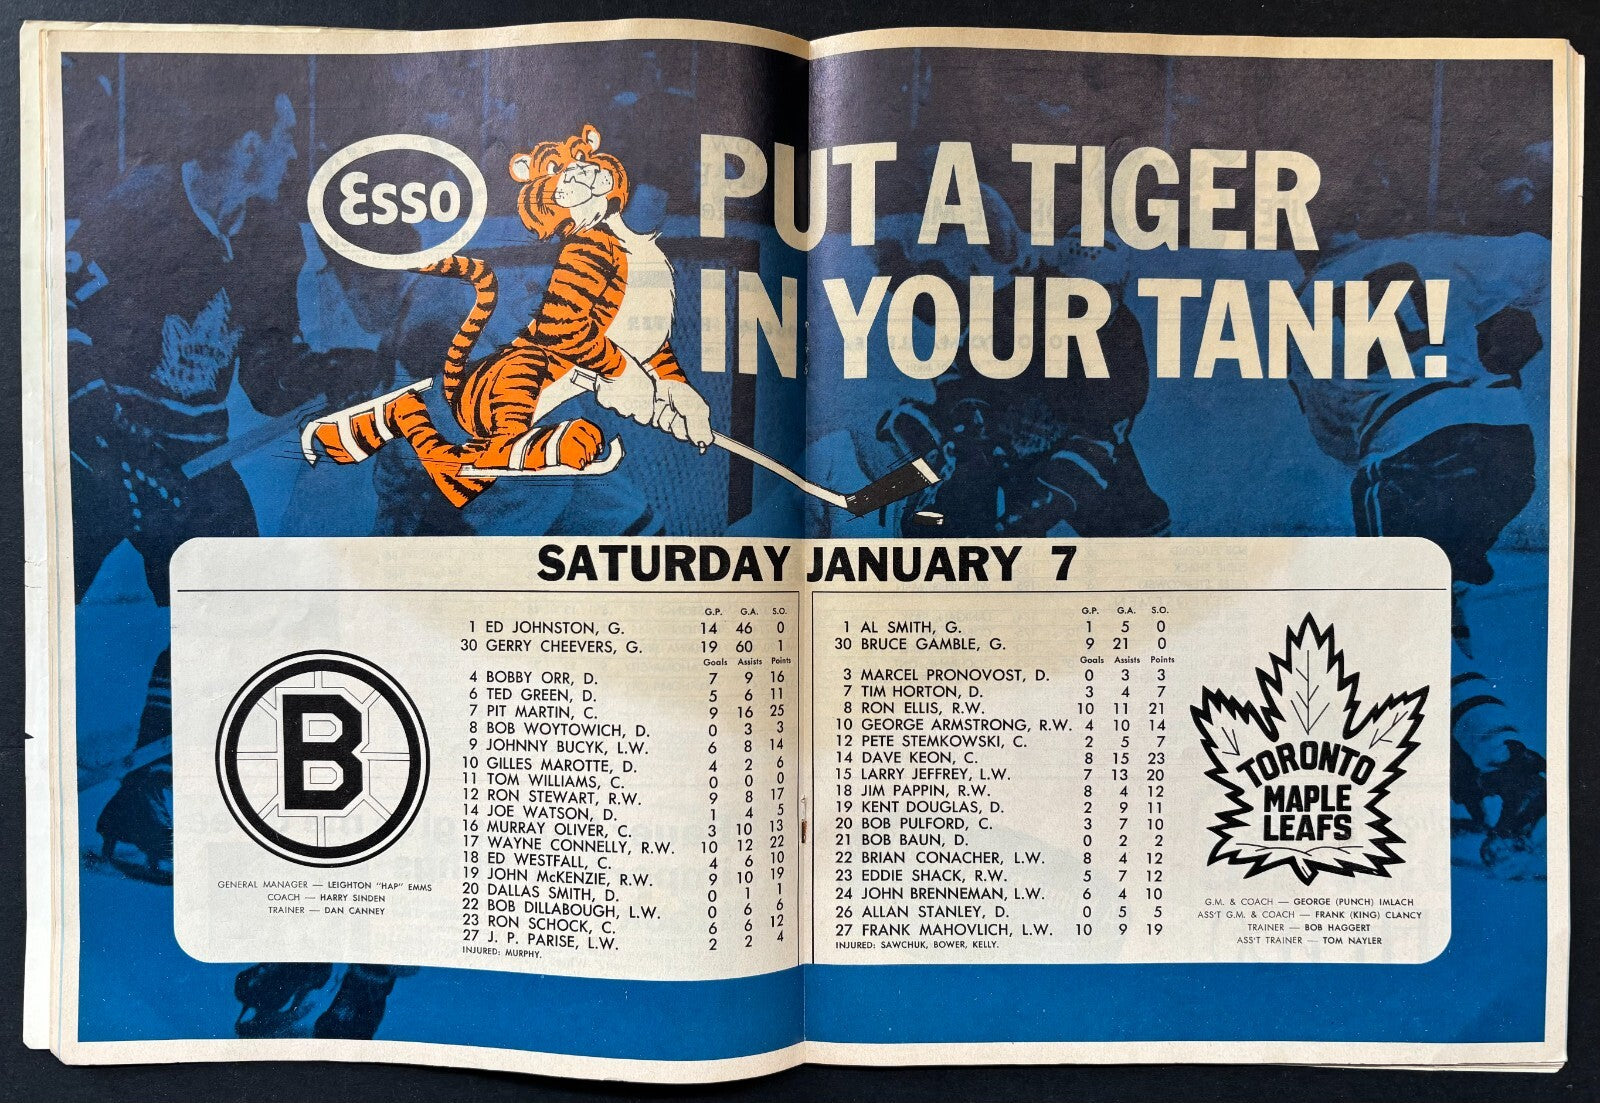 Esso
PUT A TIGER
IN YOUR TANK!
SATURDAY JANUARY 7
G.P. G.A. S.O.
1 ED JOHNSTON, G. 14 46 0
30 GERRY CHEEVERS, G. 19 60 1
Goals Assists Points
4 BOBBY ORR, D. 7 9 16
6 TED GREEN, D. 5 6 11
7 PIT MARTIN, C. 9 16 25
8 BOB WOYTOWICH, D. 0 3 3
9 JOHNNY BUCYK, L.W. 6 8 14
10 GILLES MAROTTE, D. 4 2 6
11 TOM WILLIAMS, C. 0 0 0
12 RON STEWART, R.W. 9 8 17
14 JOE WATSON, D. 1 4 5
16 MURRAY OLIVER, C. 3 10 13
17 WAYNE CONNELLY, R.W. 10 12 22
18 ED WESTFALL, C. 4 6 10
19 JOHN McKENZIE, R.W. 9 10 19
20 DALLAS SMITH, D. 0 1 1
22 BOB DILLABOUGH, L.W. 0 6 6
23 RON SCHOCK, C. 6 6 12
27 J. P. PARISE, L.W. 2 2 4
INJURED: MURPHY.
B
GENERAL MANAGER — LEIGHTON "HAP" EMMS
COACH — HARRY SINDEN
TRAINER — DAN CANNEY
G.P. G.A. S.O.
1 AL SMITH, G. 1 5 0
30 BRUCE GAMBLE, G. 9 21 0
Goals Assists Points
3 MARCEL PRONOVOST, D. 0 3 3
7 TIM HORTON, D. 3 4 7
8 RON ELLIS, R.W. 10 11 21
10 GEORGE ARMSTRONG, R.W. 4 10 14
12 PETE STEMKOWSKI, C. 2 5 7
14 DAVE KEON, C. 8 15 23
15 LARRY JEFFREY, L.W. 7 13 20
18 JIM PAPPIN, R.W. 8 4 12
19 KENT DOUGLAS, D. 2 9 11
20 BOB PULFORD, C. 3 7 10
21 BOB BAUN, D. 0 2 2
22 BRIAN CONACHER, L.W. 8 4 12
23 EDDIE SHACK, R.W. 5 7 12
24 JOHN BRENNEMAN, L.W. 6 4 10
26 ALLAN STANLEY, D. 0 5 5
27 FRANK MAHOVLICH, L.W. 10 9 19
INJURED: SAWCHUK, BOWER, KELLY.
TORONTO
MAPLE
LEAFS
G.M. & COACH — GEORGE (PUNCH) IMLACH
ASS'T G.M. & COACH — FRANK (KING) CLANCY
TRAINER — BOB HAGGERT
ASS'T TRAINER — TOM NAYLER